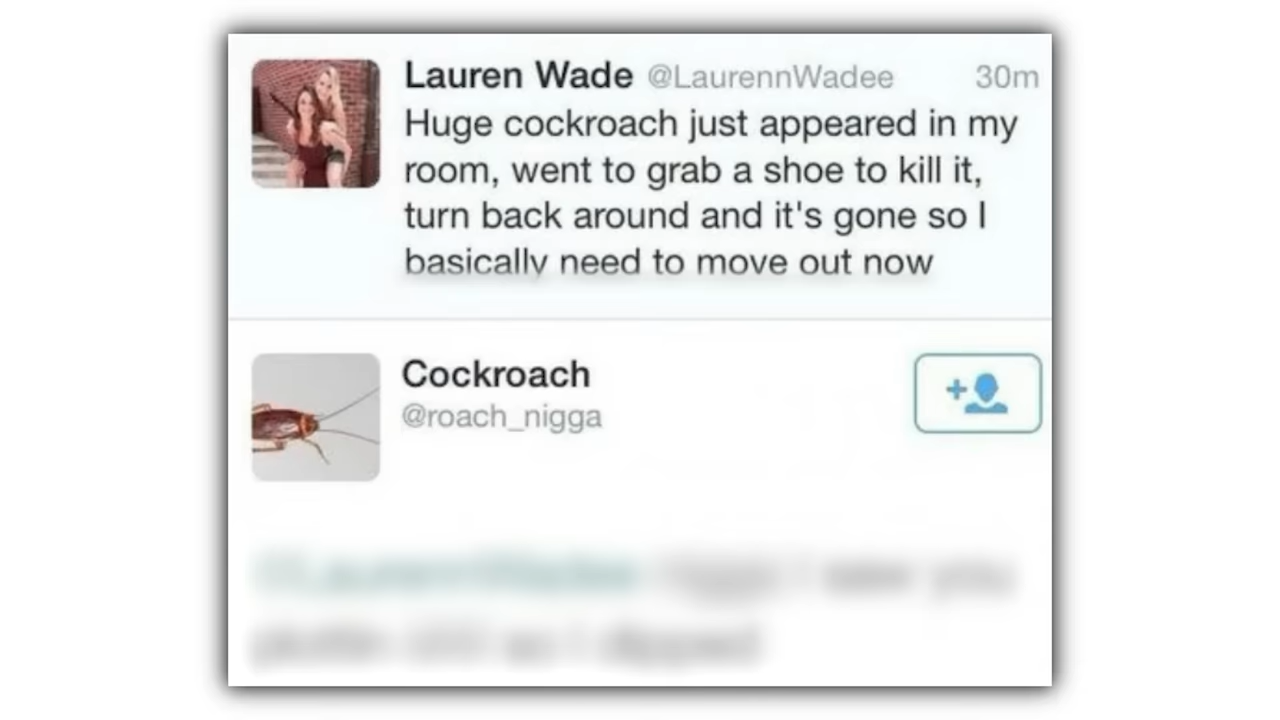 Lauren Wade @LaurennWadee 30m
Huge cockroach just appeared in my
room, went to grab a shoe to kill it,
turn back around and it's gone so I
basically need to move out now
Cockroach
@roach_nigga